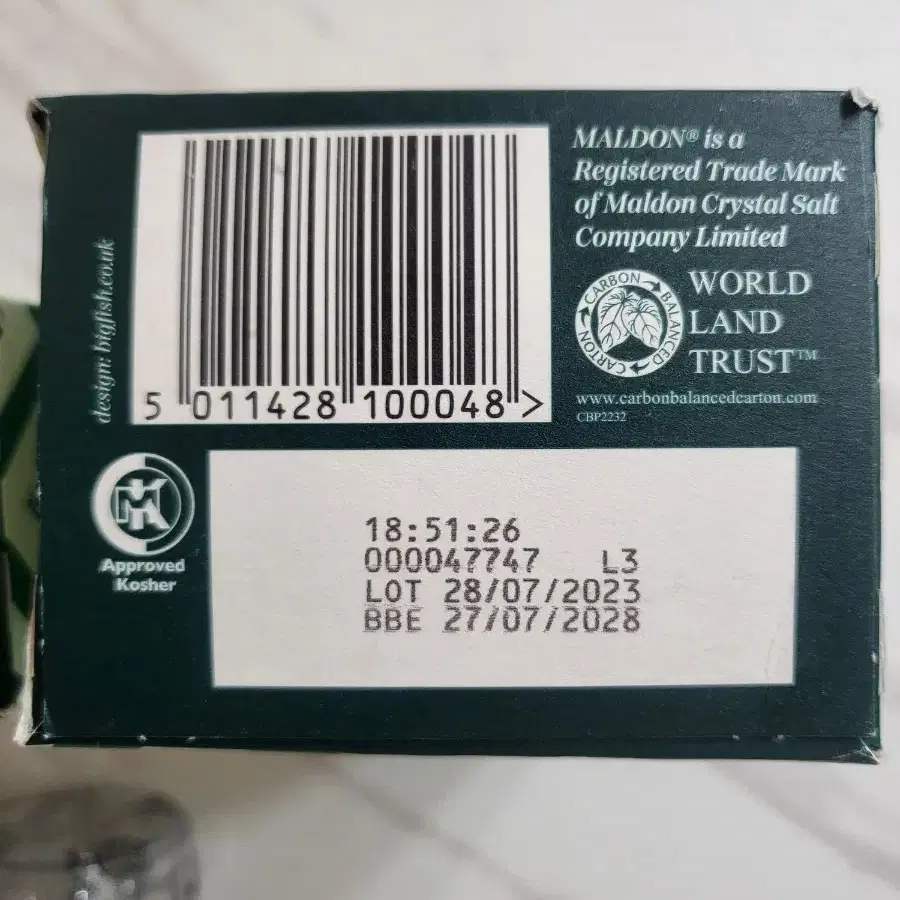 design: bigfish.co.uk
5 011428 100048 >
MALDON® is a
Registered Trade Mark
of Maldon Crystal Salt
Company Limited
CARBON BALANCED CARTON
WORLD
LAND
TRUST™
www.carbonbalancedcarton.com
CBP2232
Approved
Kosher
18:51:26
000047747 L3
LOT 28/07/2023
BBE 27/07/2028